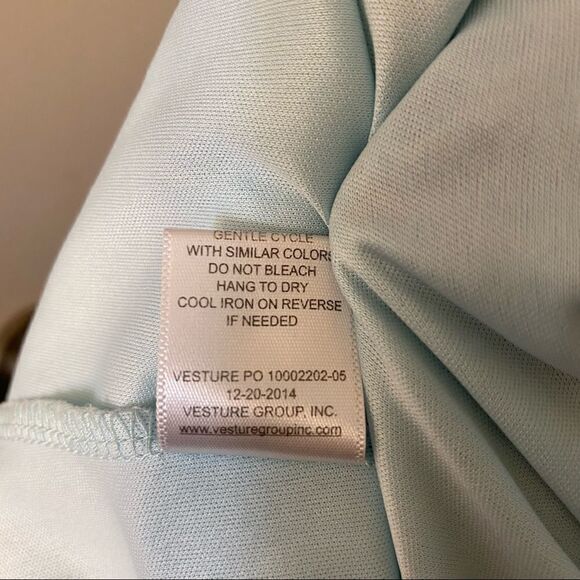 GENTLE CYCLE
WITH SIMILAR COLORS
DO NOT BLEACH
HANG TO DRY
COOL IRON ON REVERSE
IF NEEDED
VESTURE PO 10002202-05
12-20-2014
VESTURE GROUP, INC.
www.vesturegroupinc.com